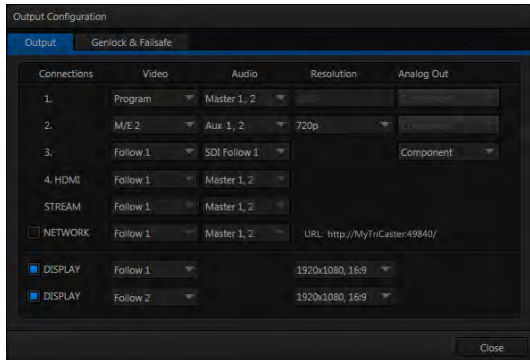 Output Configuration
Output Genlock & Failsafe
Connections Video Audio Resolution Analog Out
1. Program Master 1, 2
2. M/E 2 Aux 1, 2 720p
3. Follow 1 SDI Follow 1 Component
4. HDMI Follow 1 Master 1, 2
STREAM Follow 1 Master 1, 2
NETWORK Follow 1 Master 1, 2 URL: http://MyTriCaster:49840/
DISPLAY Follow 1 1920x1080, 16:9
DISPLAY Follow 2 1920x1080, 16:9
Close